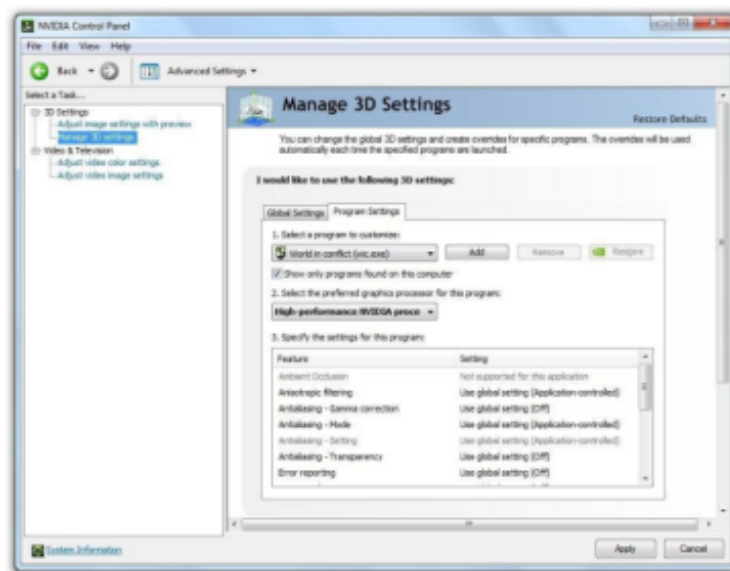 NVIDIA Control Panel
File Edit View Help
Back Advanced Settings
Select a Task...
3D Settings
Adjust image settings with preview
Manage 3D settings
Video & Television
Adjust video color settings
Adjust video image settings
Manage 3D Settings
Restore Defaults
You can change the global 3D settings and create overrides for specific programs. The overrides will be used
automatically each time the specified programs are launched.
I would like to use the following 3D settings:
Global Settings Program Settings
1. Select a program to customize:
World in conflict (wic.exe) Add Remove Restore
Show only programs found on this computer
2. Select the preferred graphics processor for this program:
High-performance NVIDIA proce
3. Specify the settings for this program:
Feature Setting
Ambient Occlusion Not supported for this application
Anisotropic filtering Use global setting (Application-controlled)
Antialiasing - Gamma correction Use global setting (Off)
Antialiasing - Mode Use global setting (Application-controlled)
Antialiasing - Setting Use global setting (Application-controlled)
Antialiasing - Transparency Use global setting (Off)
Error reporting Use global setting (Off)
System Information
Apply Cancel